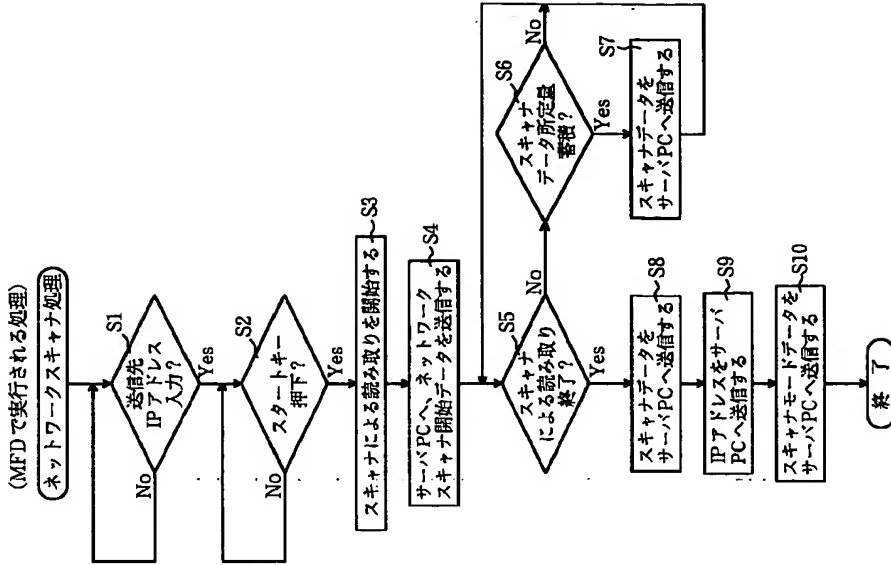 (MFDで実行される処理)
ネットワークスキャナ処理
S1
送信先
IPアドレス
入力?
No
Yes
S2
スタートキー
押下?
No
Yes
S3
スキャナによる読み取りを開始する
S4
サーバPCへ、ネットワーク
スキャナ開始データを送信する
S5
スキャナ
による読み取り
終了?
No
Yes
S6
スキャナ
データ所定量
蓄積?
No
Yes
S7
スキャナデータを
サーバPCへ送信する
S8
スキャナデータを
サーバPCへ送信する
S9
IPアドレスをサーバ
PCへ送信する
S10
スキャナモードデータを
サーバPCへ送信する
終 了